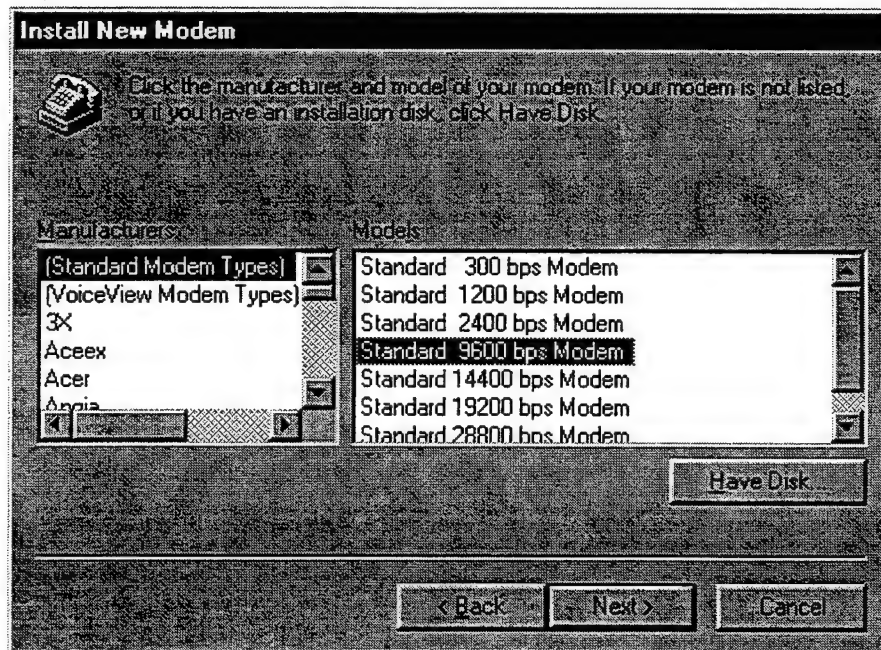 Install New Modem
Click the manufacturer and model of your modem. If your modem is not listed,
or if you have an installation disk, click Have Disk.
Manufacturers:
(Standard Modem Types)
(VoiceView Modem Types)
3X
Aceex
Acer
Angia
Models:
Standard 300 bps Modem
Standard 1200 bps Modem
Standard 2400 bps Modem
Standard 9600 bps Modem
Standard 14400 bps Modem
Standard 19200 bps Modem
Standard 28800 bps Modem
Have Disk...
< Back
Next >
Cancel